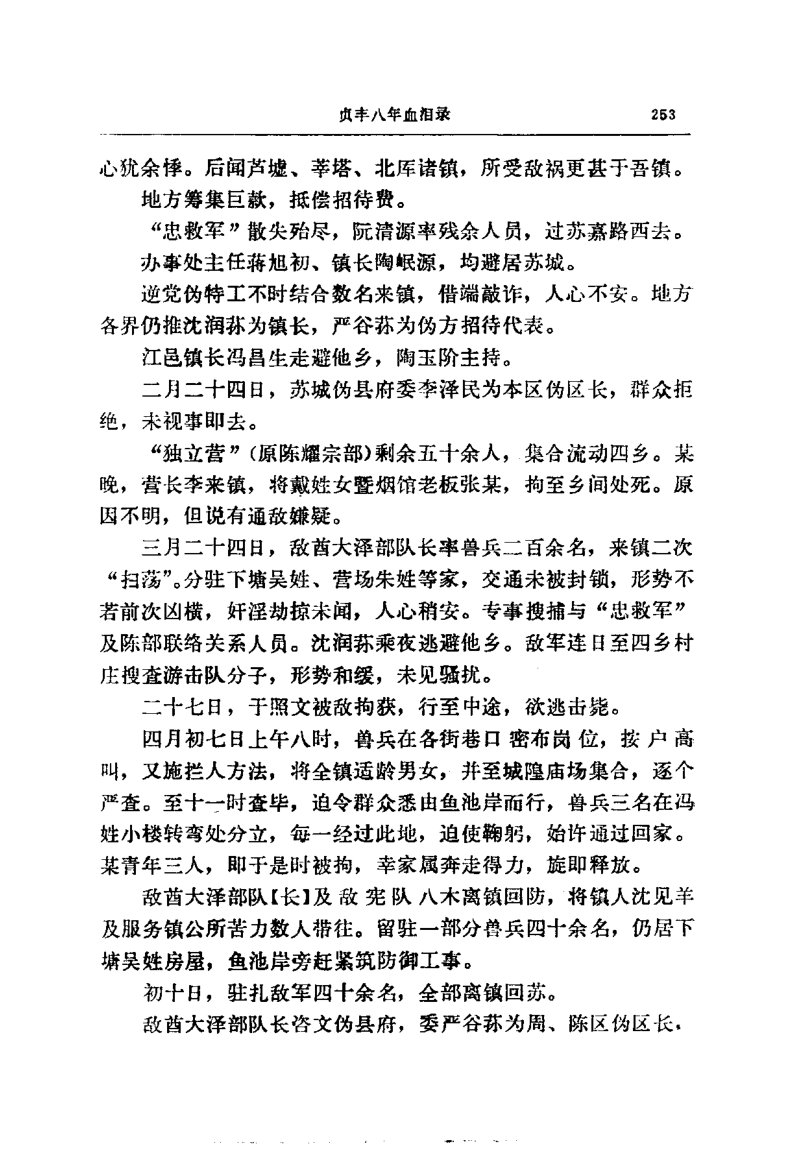 贞丰八年血泪录 253
心犹余悸。后闻芦墟、莘塔、北厍诸镇，所受敌祸更甚于吾镇。
地方筹集巨款，抵偿招待费。
“忠救军”散失殆尽，阮清源率残余人员，过苏嘉路西去。
办事处主任蒋旭初、镇长陶岷源，均避居苏城。
逆党伪特工不时结合数名来镇，借端敲诈，人心不安。地方
各界仍推沈润荪为镇长，严谷荪为伪方招待代表。
江邑镇长冯昌生走避他乡，陶玉阶主持。
二月二十四日，苏城伪县府委李泽民为本区伪区长，群众拒
绝，未视事即去。
“独立营”（原陈耀宗部）剩余五十余人，集合流动四乡。某
晚，营长李来镇，将戴姓女暨烟馆老板张某，拘至乡间处死。原
因不明，但说有通敌嫌疑。
三月二十四日，敌酋大泽部队长率兽兵二百余名，来镇二次
“扫荡”。分驻下塘吴姓、营场朱姓等家，交通未被封锁，形势不
若前次凶横，奸淫劫掠未闻，人心稍安。专事搜捕与“忠救军”
及陈部联络关系人员。沈润荪乘夜逃避他乡。敌军连日至四乡村
庄搜查游击队分子，形势和缓，未见骚扰。
二十七日，于照文被敌拘获，行至中途，欲逃击毙。
四月初七日上午八时，兽兵在各街巷口密布岗位，按户高
叫，又施拦人方法，将全镇适龄男女，并至城隍庙场集合，逐个
严查。至十一时查毕，迫令群众悉由鱼池岸而行，兽兵三名在冯
姓小楼转弯处分立，每一经过此地，迫使鞠躬，始许通过回家。
某青年三人，即于是时被拘，幸家属奔走得力，旋即释放。
敌酋大泽部队【长】及敌宪队八木离镇回防，将镇人沈见羊
及服务镇公所苦力数人带往。留驻一部分兽兵四十余名，仍居下
塘吴姓房屋，鱼池岸旁赶紧筑防御工事。
初十日，驻扎敌军四十余名，全部离镇回苏。
敌酋大泽部队长咨文伪县府，委严谷荪为周、陈区伪区长，